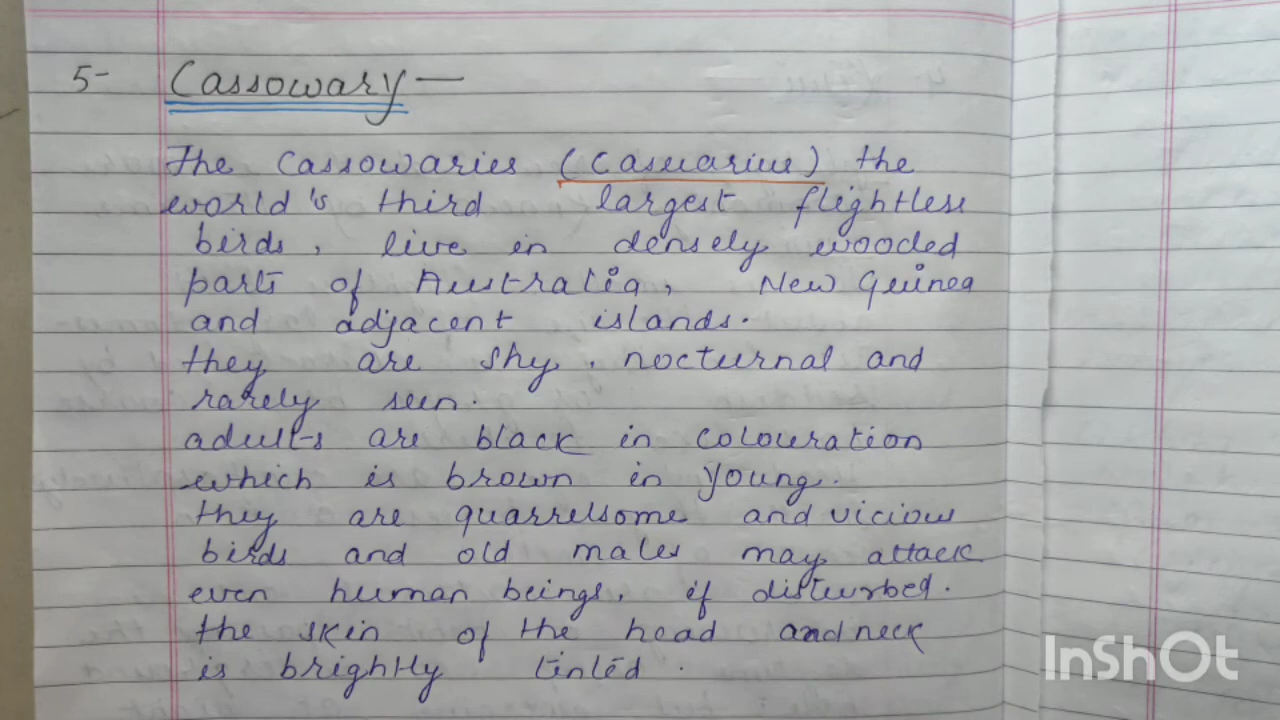 5- Cassowary —
The Cassowaries (Casuarius) the
world's third largest flightless
birds, live in densely wooded
parts of Australia, New Guinea
and adjacent islands.
they are shy, nocturnal and
rarely seen.
adults are black in colouration
which is brown in young.
they are quarrelsome and vicious
birds and old males may attack
even human beings, if disturbed.
the skin of the head and neck
is brightly tinted.
InShOt